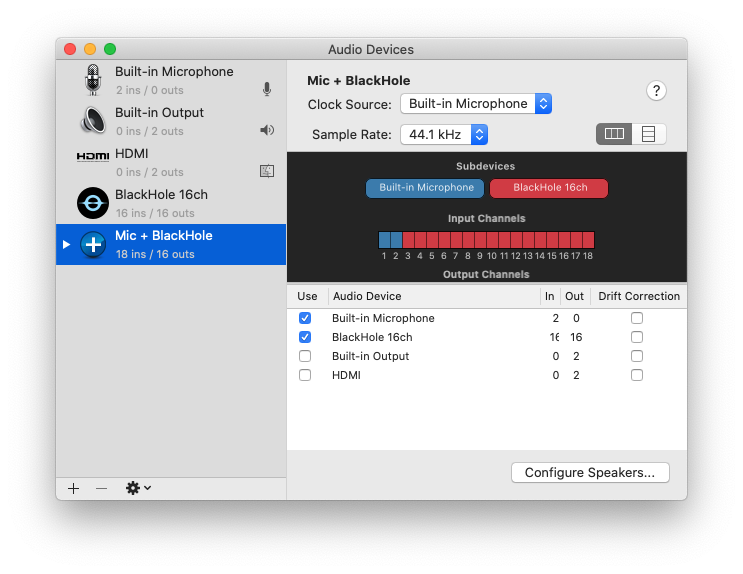 Audio Devices
Built-in Microphone
2 ins / 0 outs
Built-in Output
0 ins / 2 outs
HDMI
HDMI
0 ins / 2 outs
BlackHole 16ch
16 ins / 16 outs
Mic + BlackHole
18 ins / 16 outs
Mic + BlackHole
?
Clock Source: Built-in Microphone
Sample Rate: 44.1 kHz
Subdevices
Built-in Microphone BlackHole 16ch
Input Channels
1 2 3 4 5 6 7 8 9 10 11 12 13 14 15 16 17 18
Output Channels
Use Audio Device In Out Drift Correction
Built-in Microphone 2 0
BlackHole 16ch 16 16
Built-in Output 0 2
HDMI 0 2
Configure Speakers...